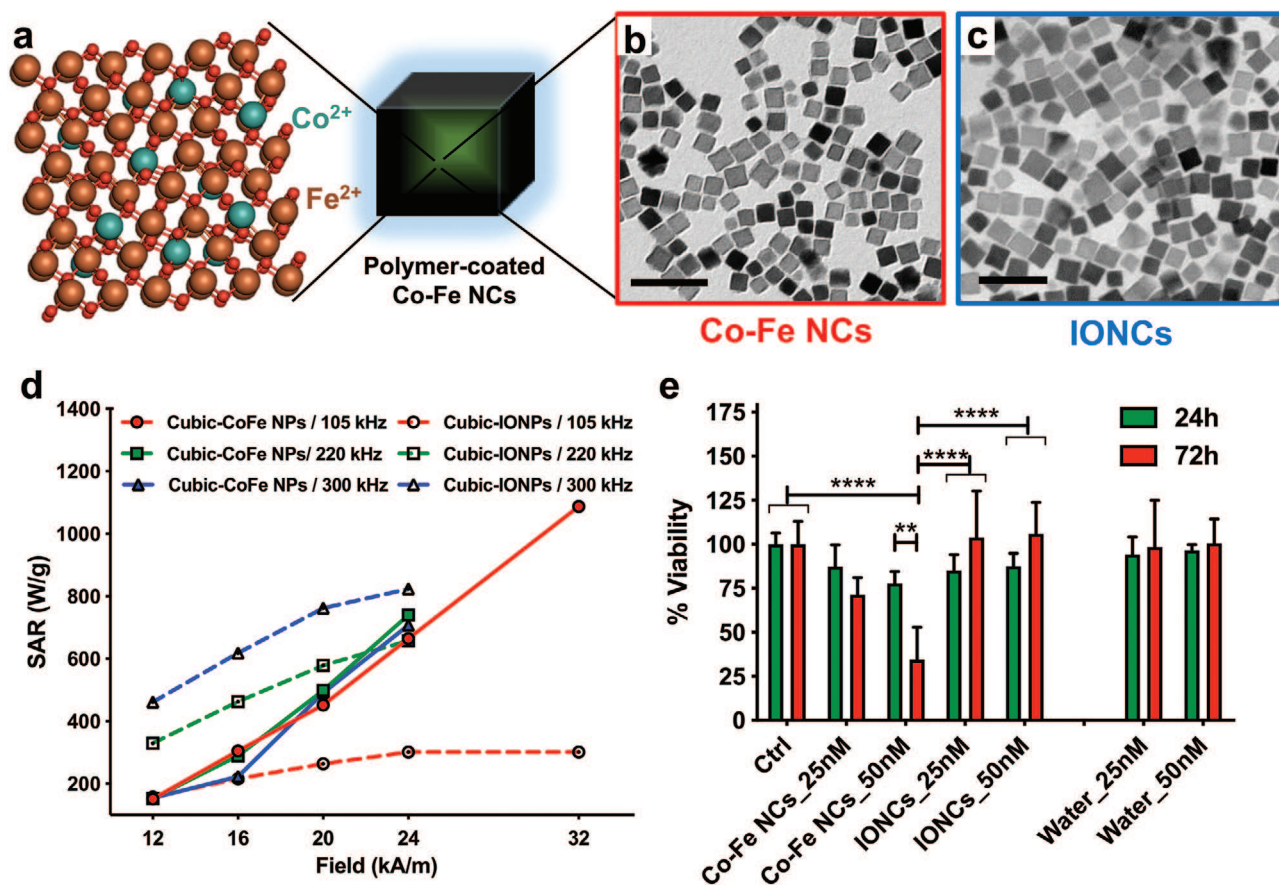 a
Co2+
Fe2+
Polymer-coated
Co-Fe NCs
b
Co-Fe NCs
c
IONCs
d
1400
1200
1000
800
600
400
200
SAR (W/g)
Cubic-CoFe NPs / 105 kHz
Cubic-IONPs / 105 kHz
Cubic-CoFe NPs/ 220 kHz
Cubic-IONPs / 220 kHz
Cubic-CoFe NPs / 300 kHz
Cubic-IONPs / 300 kHz
12 16 20 24 28 32
Field (kA/m)
e
175
150
125
100
75
50
25
0
% Viability
****
****
****
**
24h
72h
Ctrl
Co-Fe NCs_25nM
Co-Fe NCs_50nM
IONCs_25nM
IONCs_50nM
Water_25nM
Water_50nM